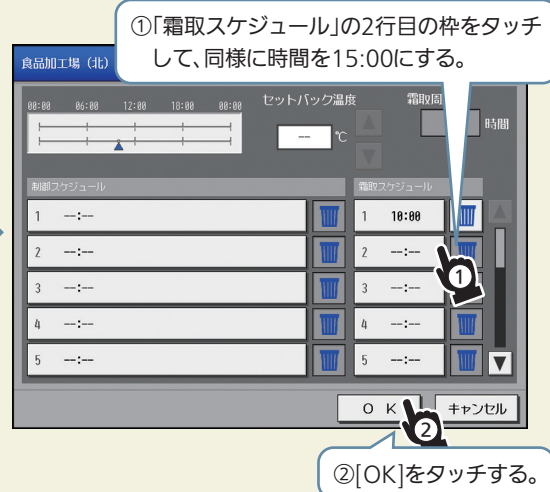 ①「霜取スケジュール」の2行目の枠をタッチ
して、同様に時間を15:00にする。
食品加工場（北）
00:00 06:00 12:00 18:00 00:00
セットバック温度
霜取周
-- ℃
時間
制御スケジュール
霜取スケジュール
1 --:--
1 10:00
2 --:--
2 --:--
3 --:--
3 --:--
4 --:--
4 --:--
5 --:--
5 --:--
①
OK
キャンセル
②
②[OK]をタッチする。